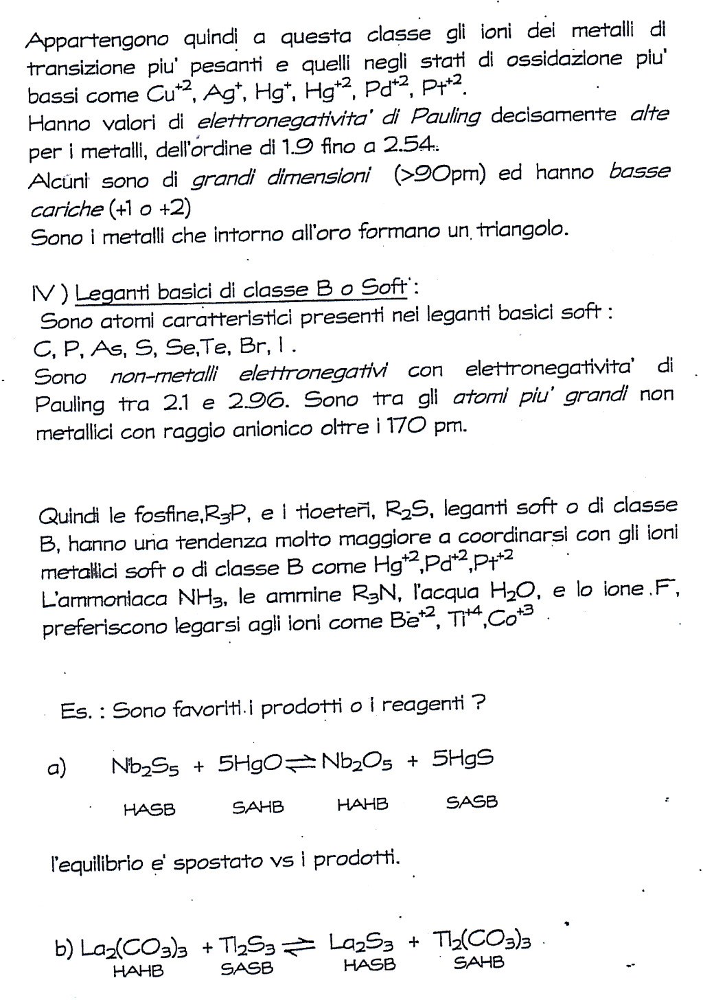 Appartengono quindi a questa classe gli ioni dei metalli di
transizione piu' pesanti e quelli negli stati di ossidazione piu'
bassi come Cu+2, Ag+, Hg+, Hg+2, Pd+2, Pt+2.
Hanno valori di elettronegativita' di Pauling decisamente alte
per i metalli, dell'ordine di 1.9 fino a 2.54.
Alcuni sono di grandi dimensioni (>90pm) ed hanno basse
cariche (+1 o +2)
Sono i metalli che intorno all'oro formano un triangolo.
IV) Leganti basici di classe B o Soft:
Sono atomi caratteristici presenti nei leganti basici soft :
C, P, As, S, Se,Te, Br, I .
Sono non-metalli elettronegativi con elettronegativita' di
Pauling tra 2.1 e 2.96. Sono tra gli atomi piu' grandi non
metallici con raggio anionico oltre i 170 pm.
Quindi le fosfine,R3P, e i tioeteri, R2S, leganti soft o di classe
B, hanno una tendenza molto maggiore a coordinarsi con gli ioni
metallici soft o di classe B come Hg+2,Pd+2,Pt+2
L'ammoniaca NH3, le ammine R3N, l'acqua H2O, e lo ione F-,
preferiscono legarsi agli ioni come Be+2, Ti+4,Co+3
Es. : Sono favoriti i prodotti o i reagenti ?
a) Nb2S5 + 5HgO⇌Nb2O5 + 5HgS
HASB SAHB HAHB SASB
l'equilibrio e' spostato vs i prodotti.
b) La2(CO3)3 + Tl2S3 ⇌ La2S3 + Tl2(CO3)3
HAHB SASB HASB SAHB